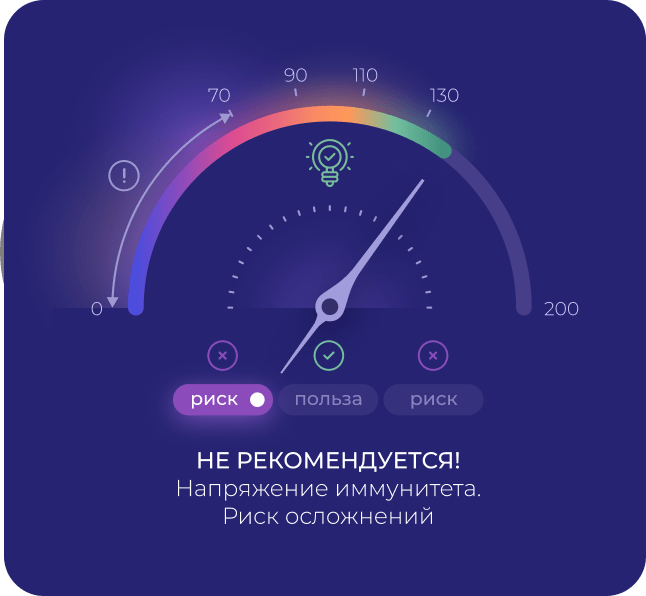 90 110
70 130
!
0 200
риск польза риск
НЕ РЕКОМЕНДУЕТСЯ!
Напряжение иммунитета.
Риск осложнений